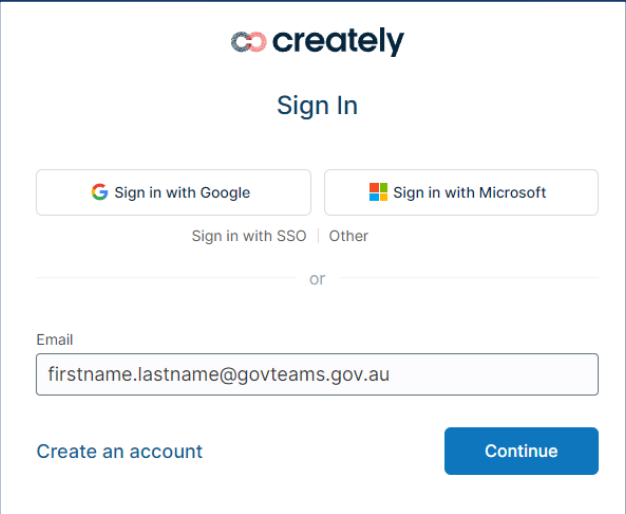 creately
Sign In
Sign in with Google
Sign in with Microsoft
Sign in with SSO | Other
or
Email
firstname.lastname@govteams.gov.au
Create an account
Continue